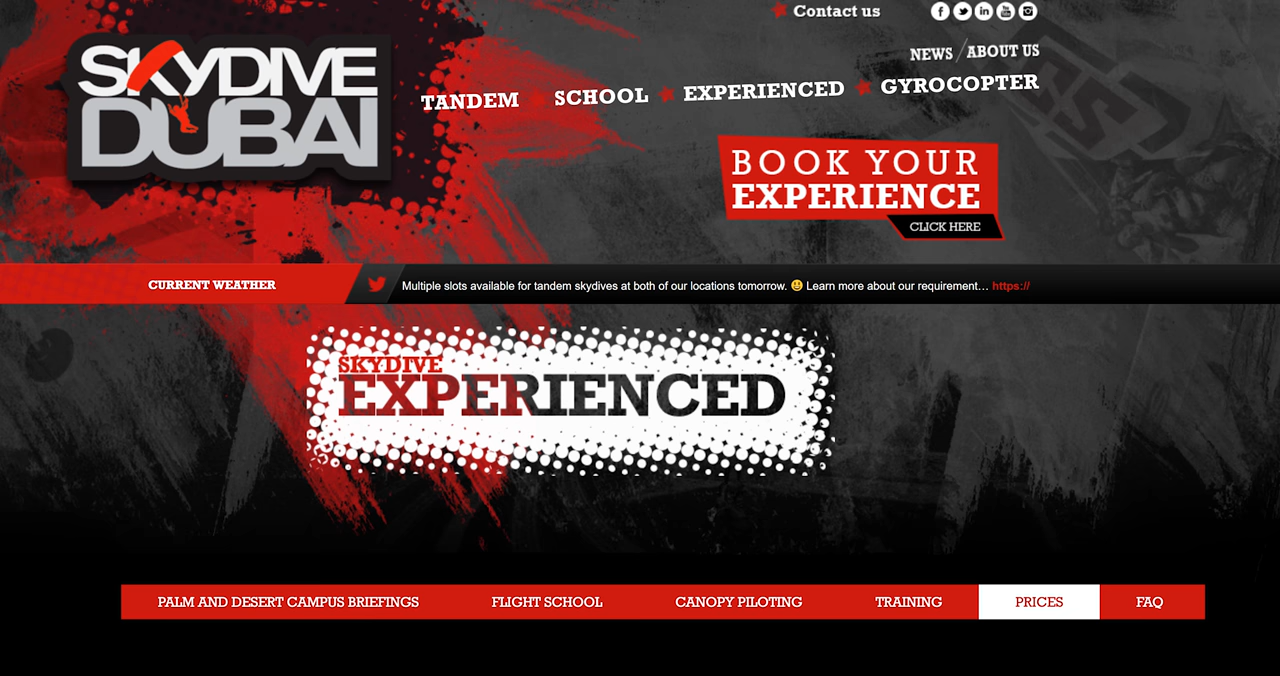 Contact us
SKYDIVE
DUBAI
NEWS / ABOUT US
TANDEM SCHOOL EXPERIENCED GYROCOPTER
BOOK YOUR
EXPERIENCE
CLICK HERE
CURRENT WEATHER
Multiple slots available for tandem skydives at both of our locations tomorrow. 😃 Learn more about our requirement… https://
SKYDIVE
EXPERIENCED
PALM AND DESERT CAMPUS BRIEFINGS FLIGHT SCHOOL CANOPY PILOTING TRAINING PRICES FAQ